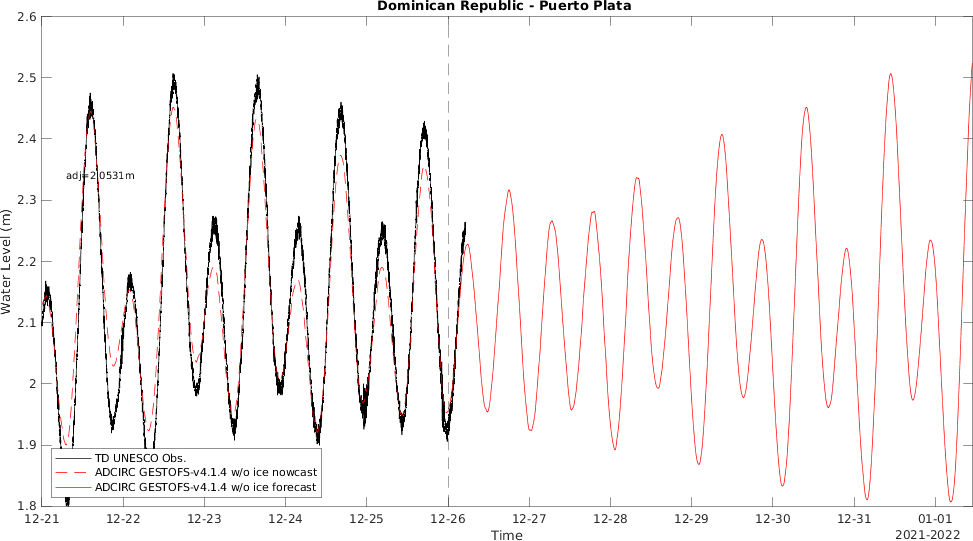 Dominican Republic - Puerto Plata
2.6
2.5
2.4
2.3
2.2
2.1
2
1.9
1.8
Water Level (m)
adj=2.0531m
TD UNESCO Obs.
ADCIRC GESTOFS-v4.1.4 w/o ice nowcast
ADCIRC GESTOFS-v4.1.4 w/o ice forecast
12-21 12-22 12-23 12-24 12-25 12-26 12-27 12-28 12-29 12-30 12-31 01-01
Time
2021-2022